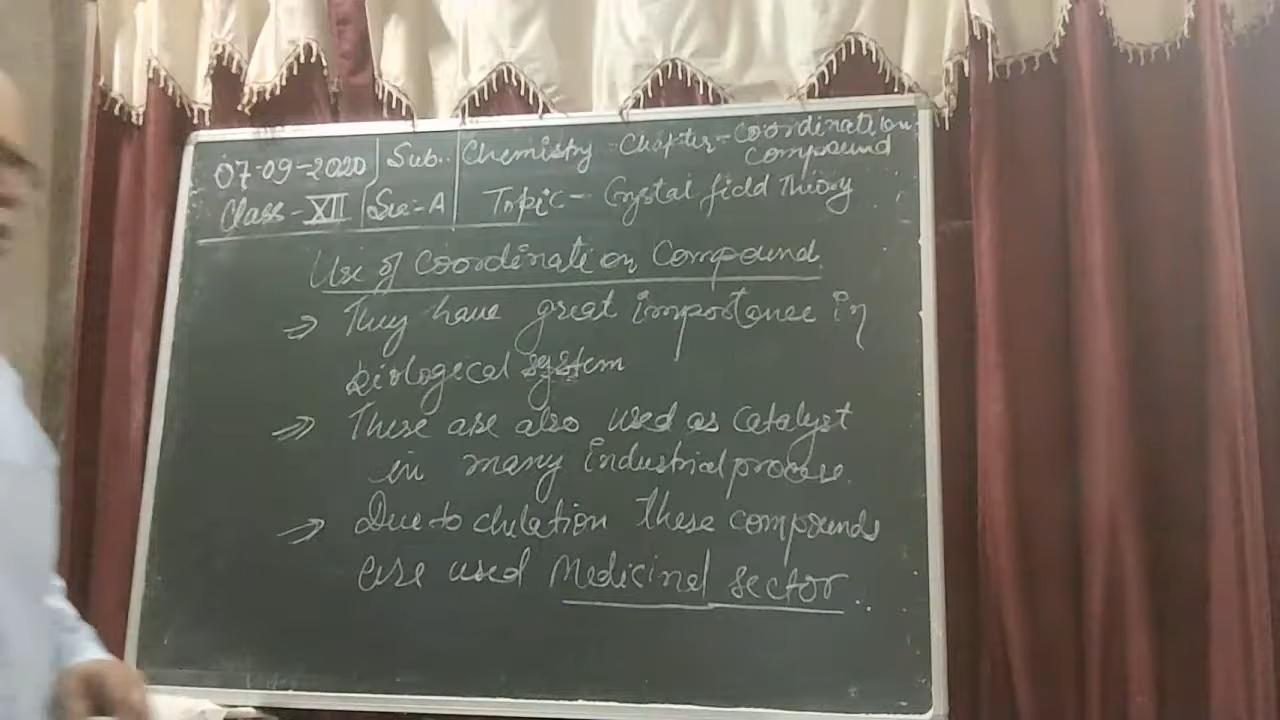 07-09-2020 Sub.. Chemistry Chapter - Coordination
compound
Class - XII Sec - A Topic - Crystal field Theory
Use of Coordination Compound
⇒ They have great importance in
Biological system
⇒ These are also used as catalyst
in many industrial process.
⇒ Due to chelation these compounds
are used Medicinal sector..